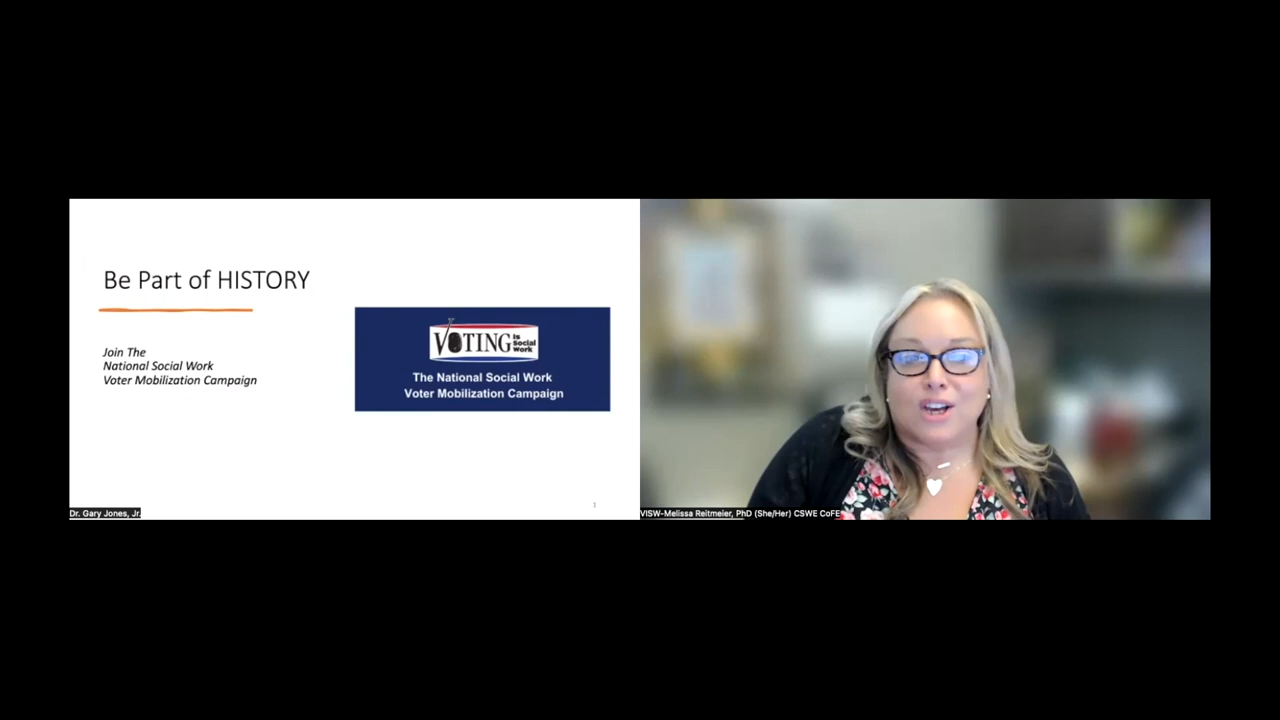 Be Part of HISTORY
Join The
National Social Work
Voter Mobilization Campaign
VOTING is Social Work
The National Social Work
Voter Mobilization Campaign
1
Dr. Gary Jones, Jr.
VISW-Melissa Reitmeier, PhD (She/Her) CSWE CoFE